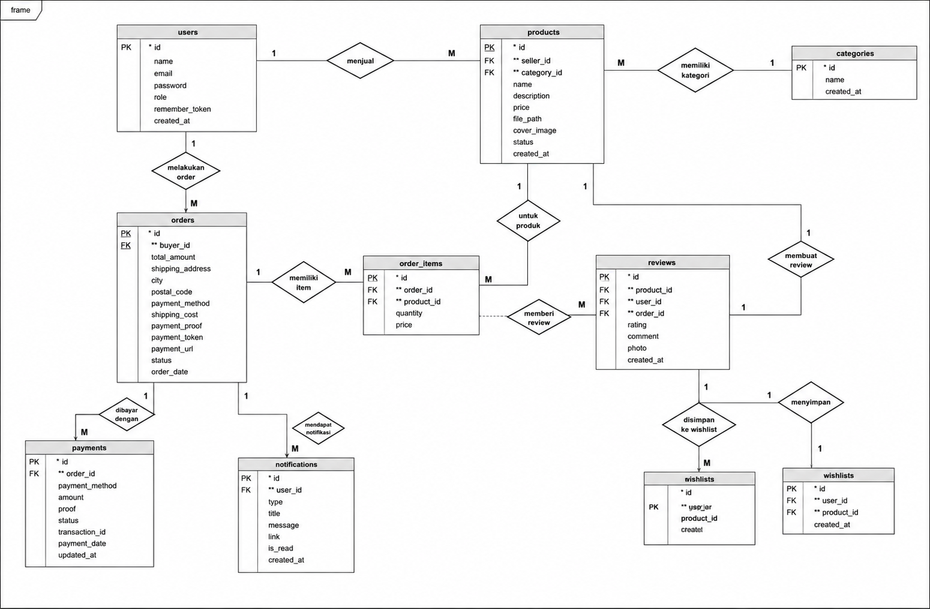 frame
users
PK * id
name
email
password
role
remember_token
created_at
1
menjual
M
products
PK * id
FK ** seller_id
FK ** category_id
name
description
price
file_path
cover_image
status
created_at
M
memiliki
kategori
1
categories
PK * id
name
created_at
1
melakukan
order
M
orders
PK * id
FK ** buyer_id
total_amount
shipping_address
city
postal_code
payment_method
shipping_cost
payment_proof
payment_token
payment_url
status
order_date
1
memiliki
item
M
order_items
PK * id
FK ** order_id
FK ** product_id
quantity
price
1
untuk
produk
M
1
1
membuat
review
1
memberi
review
M
reviews
PK * id
FK ** product_id
FK ** user_id
FK ** order_id
rating
comment
photo
created_at
1
dibayar
dengan
M
payments
PK * id
FK ** order_id
payment_method
amount
proof
status
transaction_id
payment_date
updated_at
1
mendapat
notifikasi
M
notifications
PK * id
FK ** user_id
type
title
message
link
is_read
created_at
1
disimpan
ke wishlist
M
wishlists
* id
PK **
product_id
1
menyimpan
1
wishlists
PK * id
FK ** user_id
FK ** product_id
created_at